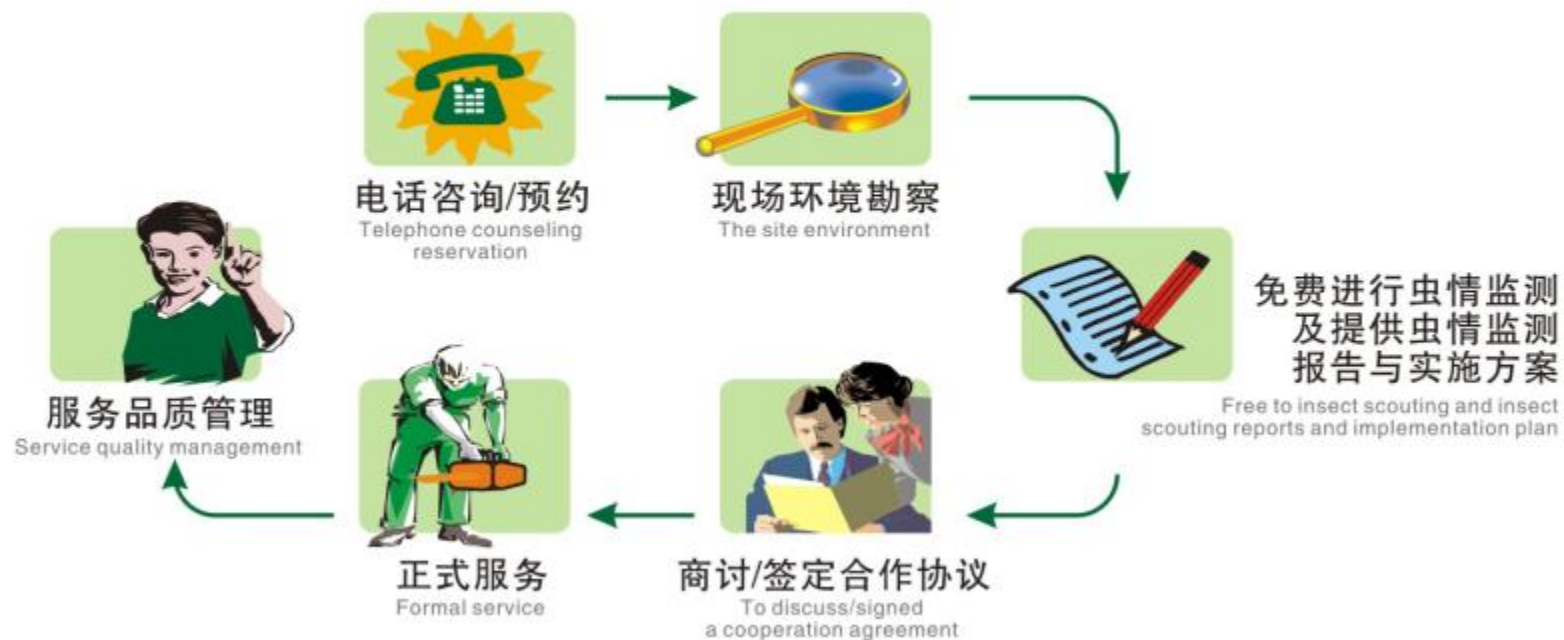 电话咨询/预约
Telephone counseling
reservation
现场环境勘察
The site environment
免费进行虫情监测
及提供虫情监测
报告与实施方案
Free to insect scouting and insect
scouting reports and implementation plan
商讨/签定合作协议
To discuss/signed
a cooperation agreement
正式服务
Formal service
服务品质管理
Service quality management